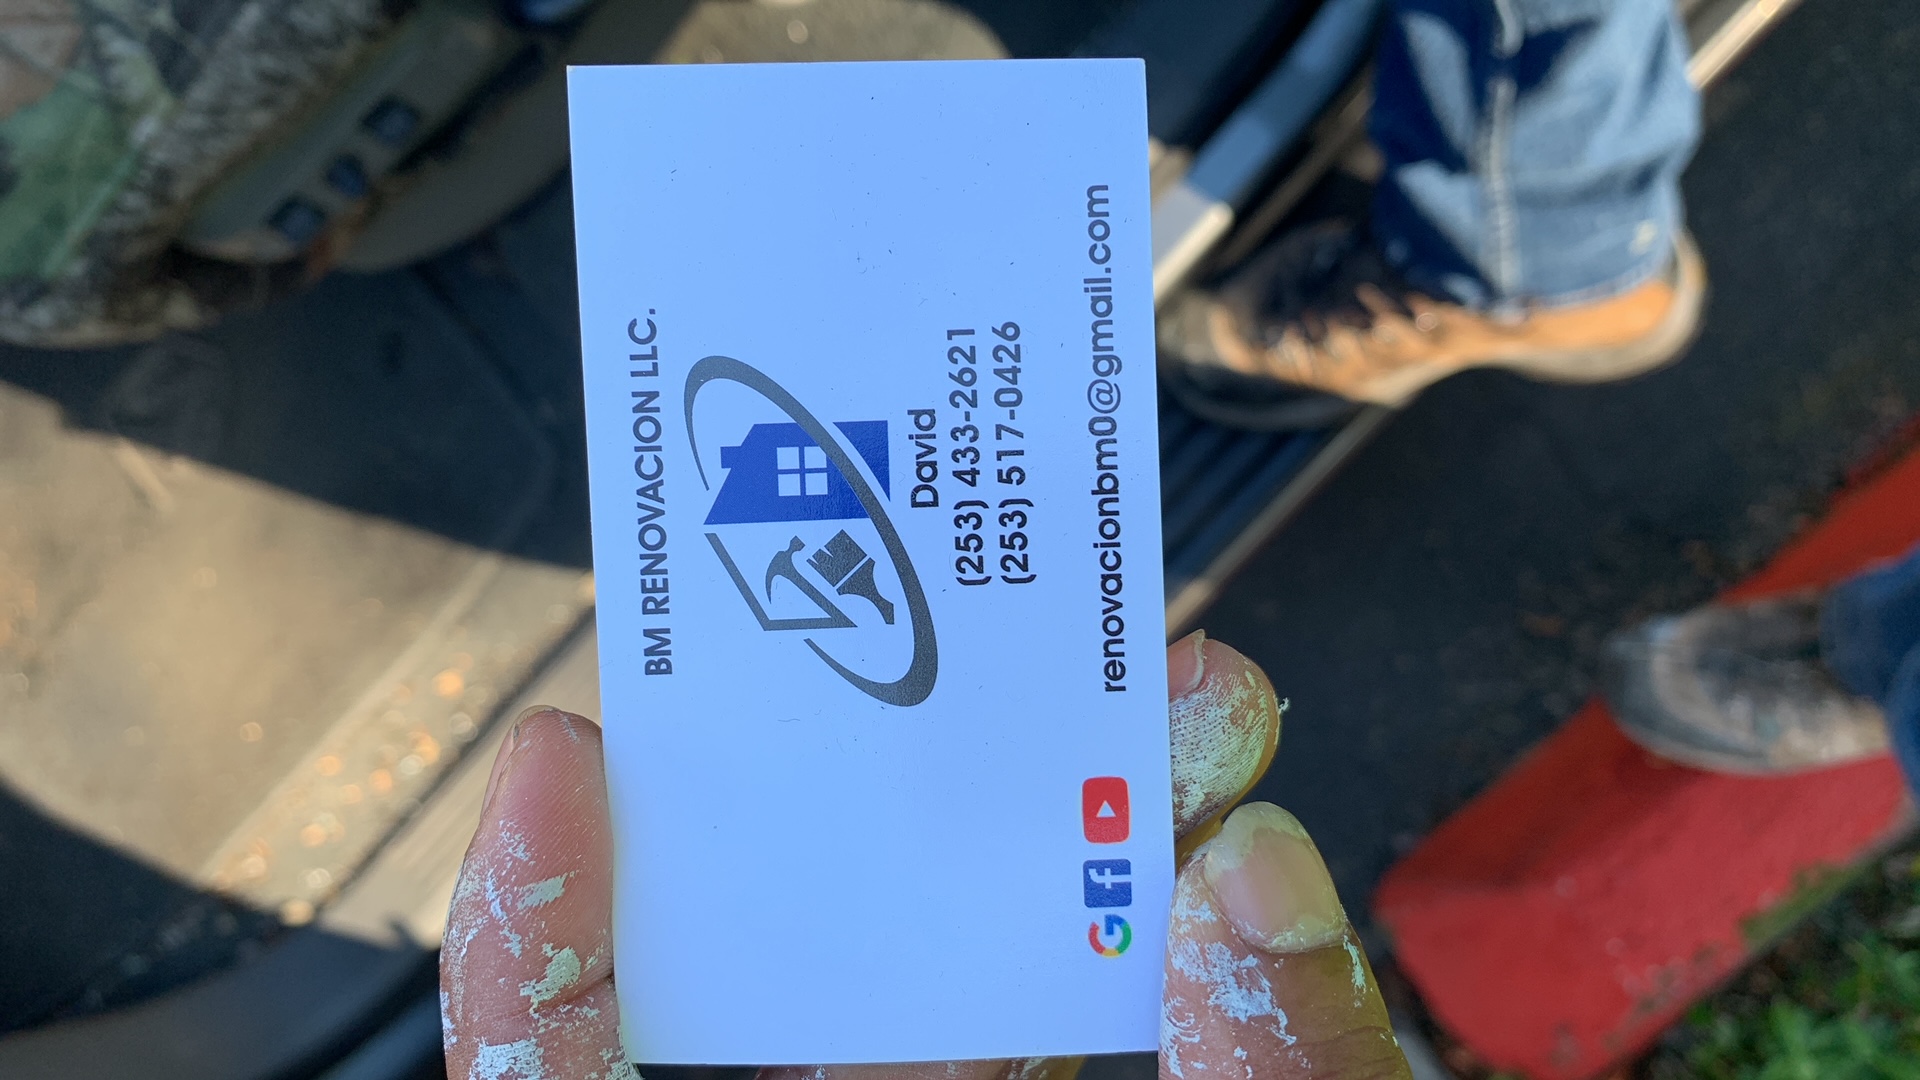 BM RENOVACION LLC.
David
(253) 433-2621
(253) 517-0426
renovacionbm0@gmail.com